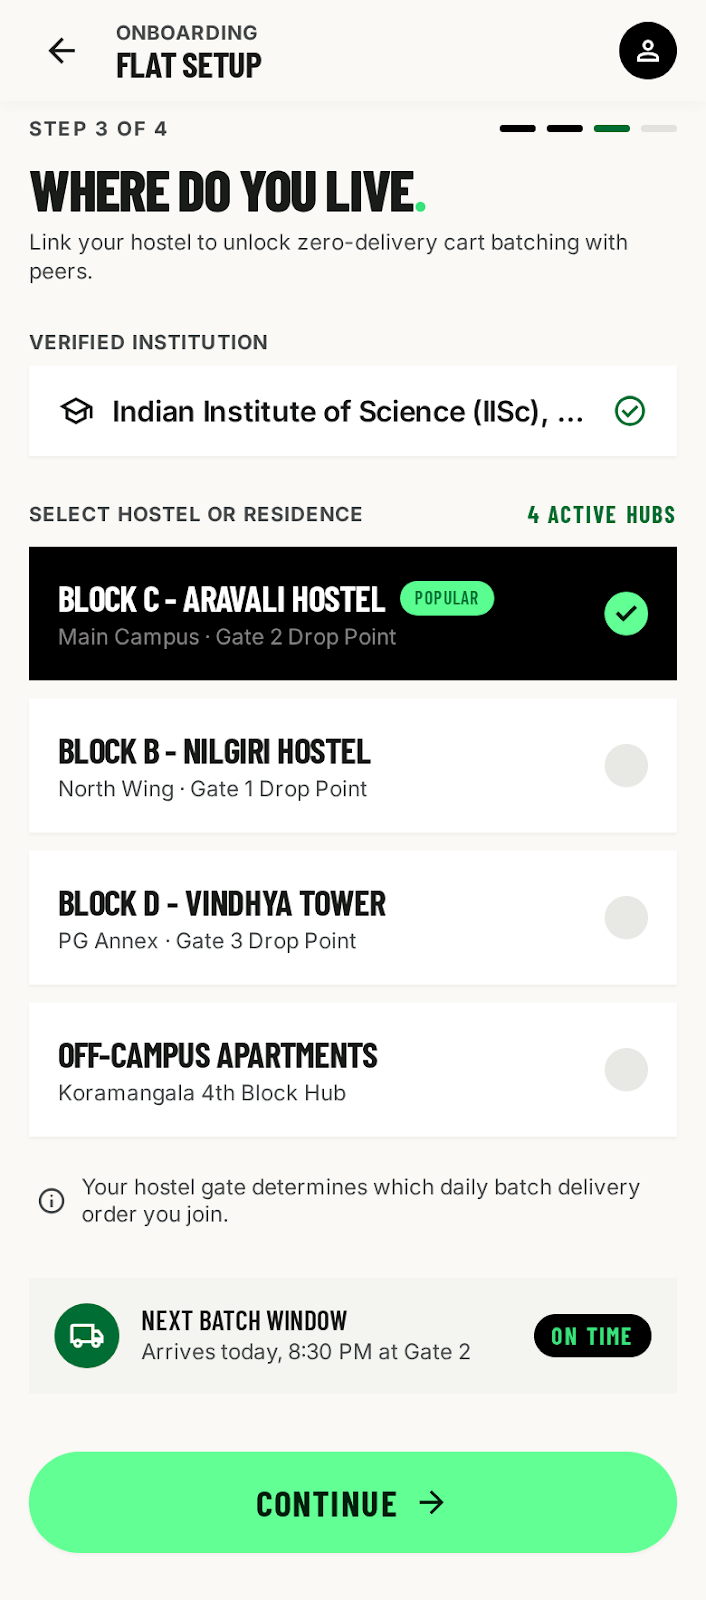 ONBOARDING
FLAT SETUP
STEP 3 OF 4
WHERE DO YOU LIVE.
Link your hostel to unlock zero-delivery cart batching with
peers.
VERIFIED INSTITUTION
Indian Institute of Science (IISc), ...
SELECT HOSTEL OR RESIDENCE
4 ACTIVE HUBS
BLOCK C - ARAVALI HOSTEL
POPULAR
Main Campus · Gate 2 Drop Point
BLOCK B - NILGIRI HOSTEL
North Wing · Gate 1 Drop Point
BLOCK D - VINDHYA TOWER
PG Annex · Gate 3 Drop Point
OFF-CAMPUS APARTMENTS
Koramangala 4th Block Hub
Your hostel gate determines which daily batch delivery
order you join.
NEXT BATCH WINDOW
Arrives today, 8:30 PM at Gate 2
ON TIME
CONTINUE